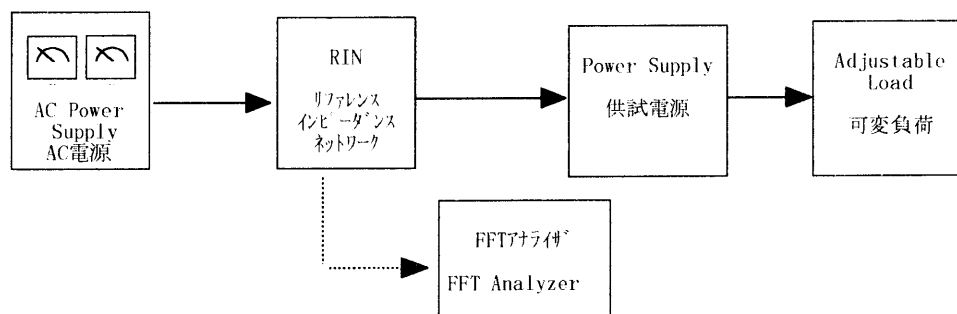 AC Power
Supply
AC電源
RIN
リファレンス
インピーダンス
ネットワーク
Power Supply
供試電源
Adjustable
Load
可変負荷
FFTアナライザ
FFT Analyzer